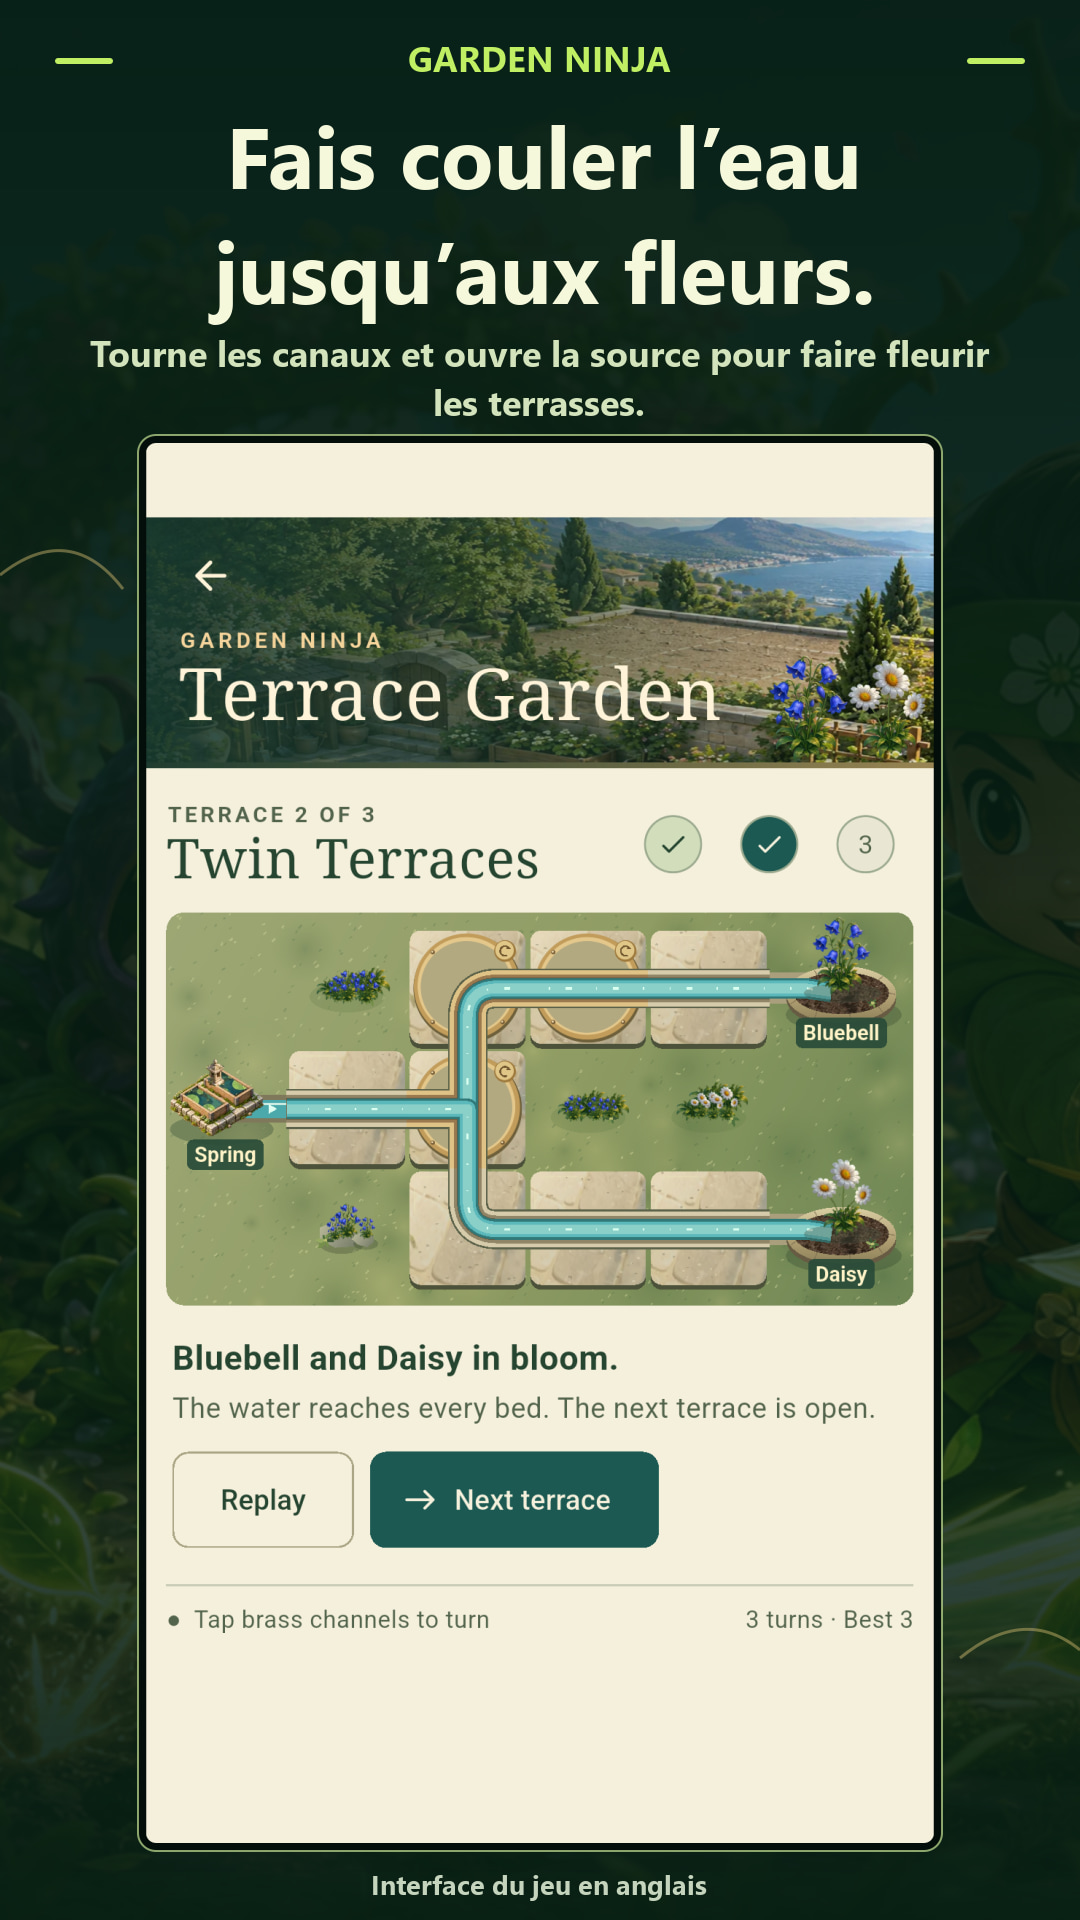 GARDEN NINJA
Fais couler l’eau
jusqu’aux fleurs.
Tourne les canaux et ouvre la source pour faire fleurir
les terrasses.
GARDEN NINJA
Terrace Garden
TERRACE 2 OF 3
Twin Terraces
3
Bluebell
Spring
Daisy
Bluebell and Daisy in bloom.
The water reaches every bed. The next terrace is open.
Replay
Next terrace
Tap brass channels to turn
3 turns · Best 3
Interface du jeu en anglais